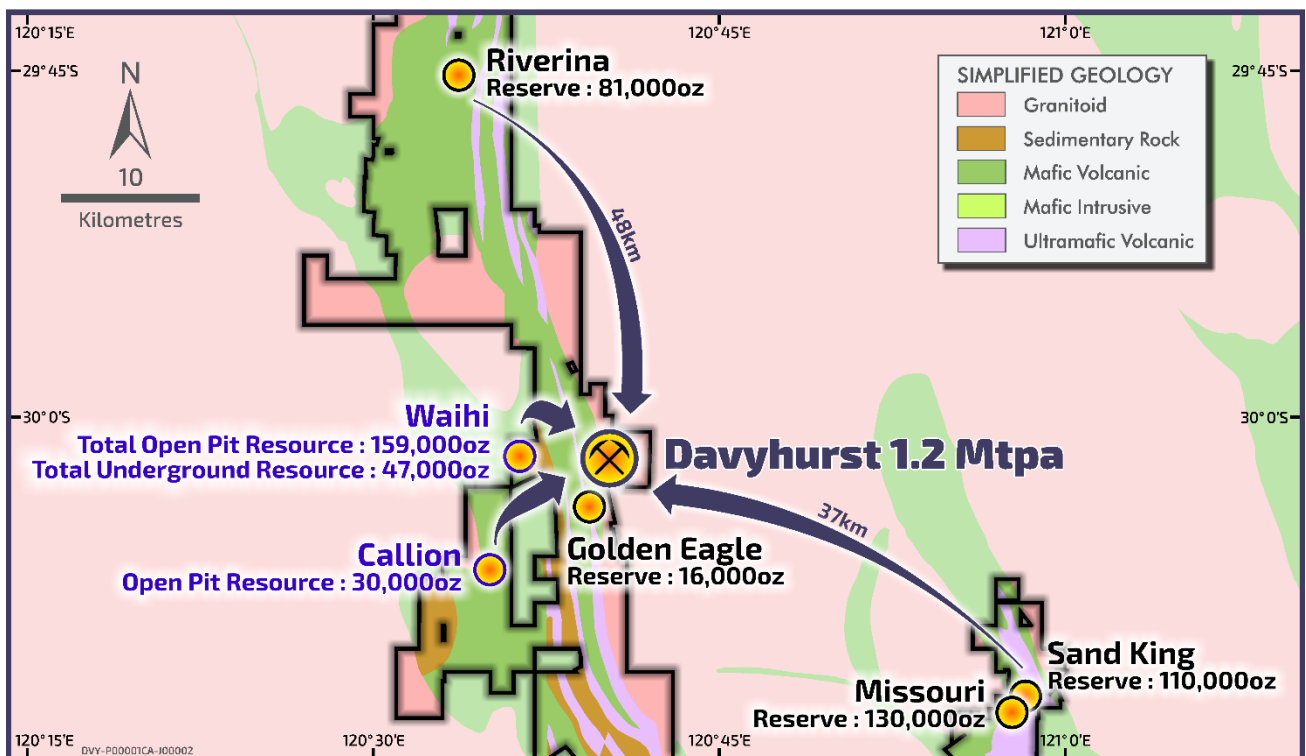 120°15'E
120°30'E
120°45'E
121°0'E
29°45'S
29°45'S
N
10
Kilometres
Riverina
Reserve : 81,000oz
SIMPLIFIED GEOLOGY
Granitoid
Sedimentary Rock
Mafic Volcanic
Mafic Intrusive
Ultramafic Volcanic
48km
30°0'S
30°0'S
Waihi
Total Open Pit Resource : 159,000oz
Total Underground Resource : 47,000oz
Davyhurst 1.2 Mtpa
37km
Golden Eagle
Reserve : 16,000oz
Callion
Open Pit Resource : 30,000oz
Sand King
Reserve : 110,000oz
Missouri
Reserve : 130,000oz
120°15'E
DVY-P00001CA-J00002
120°30'E
120°45'E
121°0'E